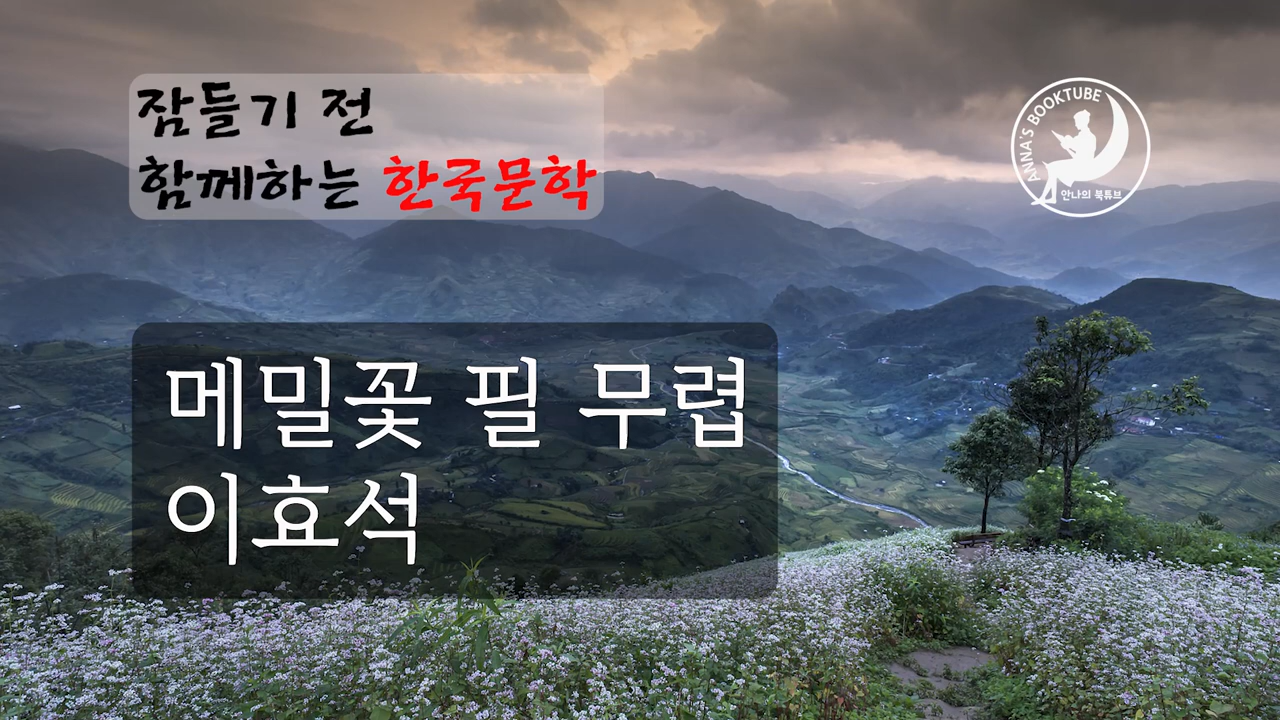 잠들기 전
함께하는 한국문학
ANNA'S BOOKTUBE
안나의 북튜브
메밀꽃 필 무렵
이효석